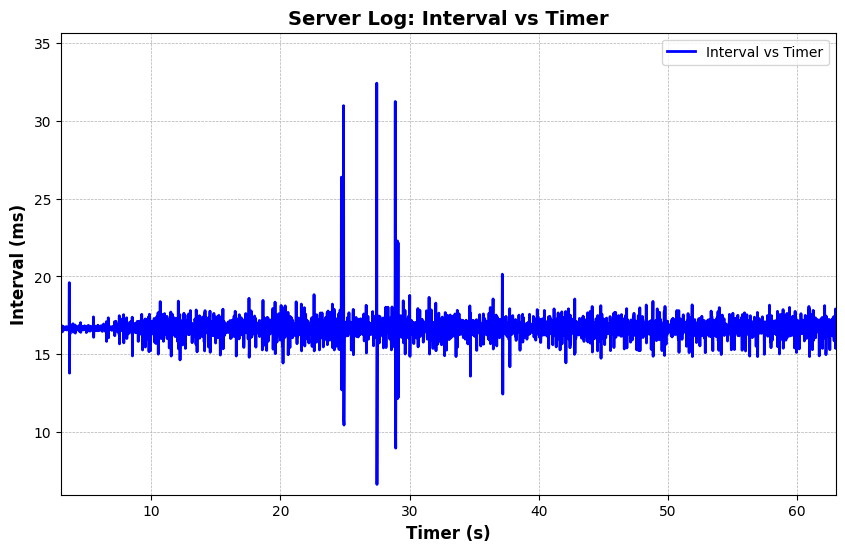 Server Log: Interval vs Timer
Interval vs Timer
35
30
25
20
15
10
Interval (ms)
10 20 30 40 50 60
Timer (s)